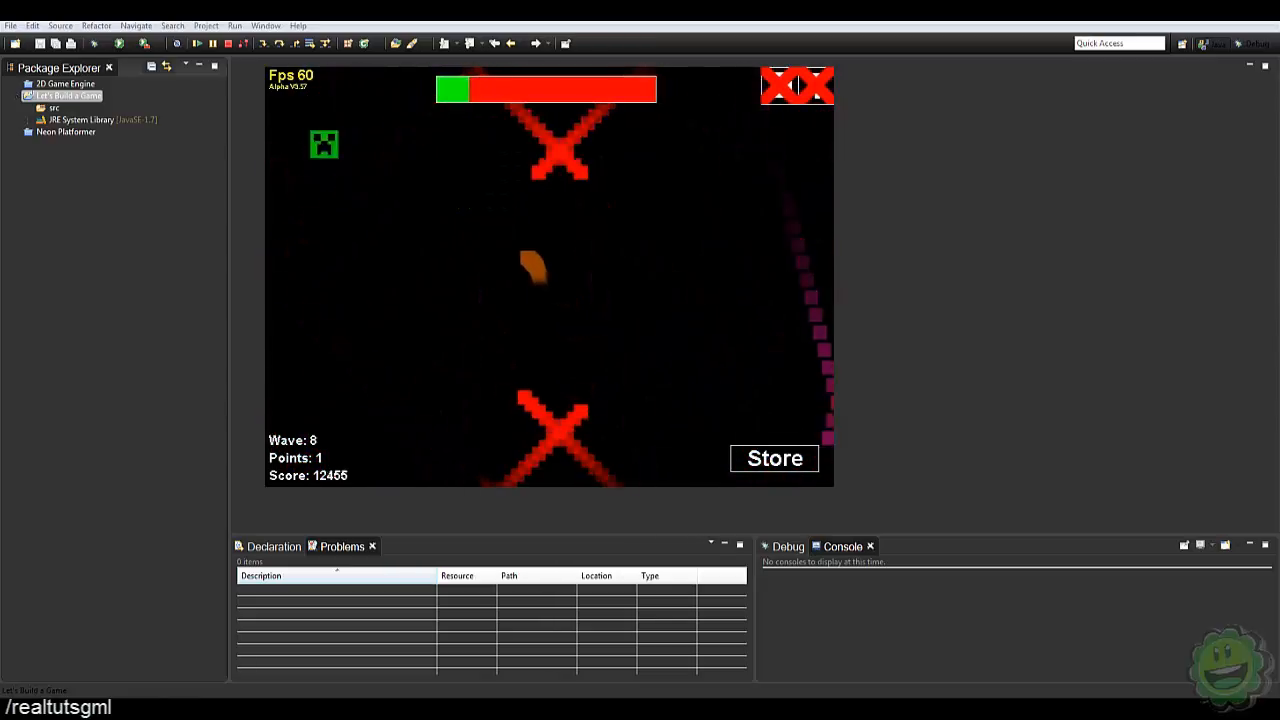 File Edit Source Refactor Navigate Search Project Run Window Help
Quick Access
Java
Debug
Package Explorer
2D Game Engine
Let's Build a Game
src
JRE System Library [JavaSE-1.7]
Neon Platformer
Fps 60
Alpha V3.57
Wave: 8
Points: 1
Score: 12455
Store
Declaration Problems
0 items
Description Resource Path Location Type
Debug Console
No consoles to display at this time.
Let's Build a Game
/realtutsgml